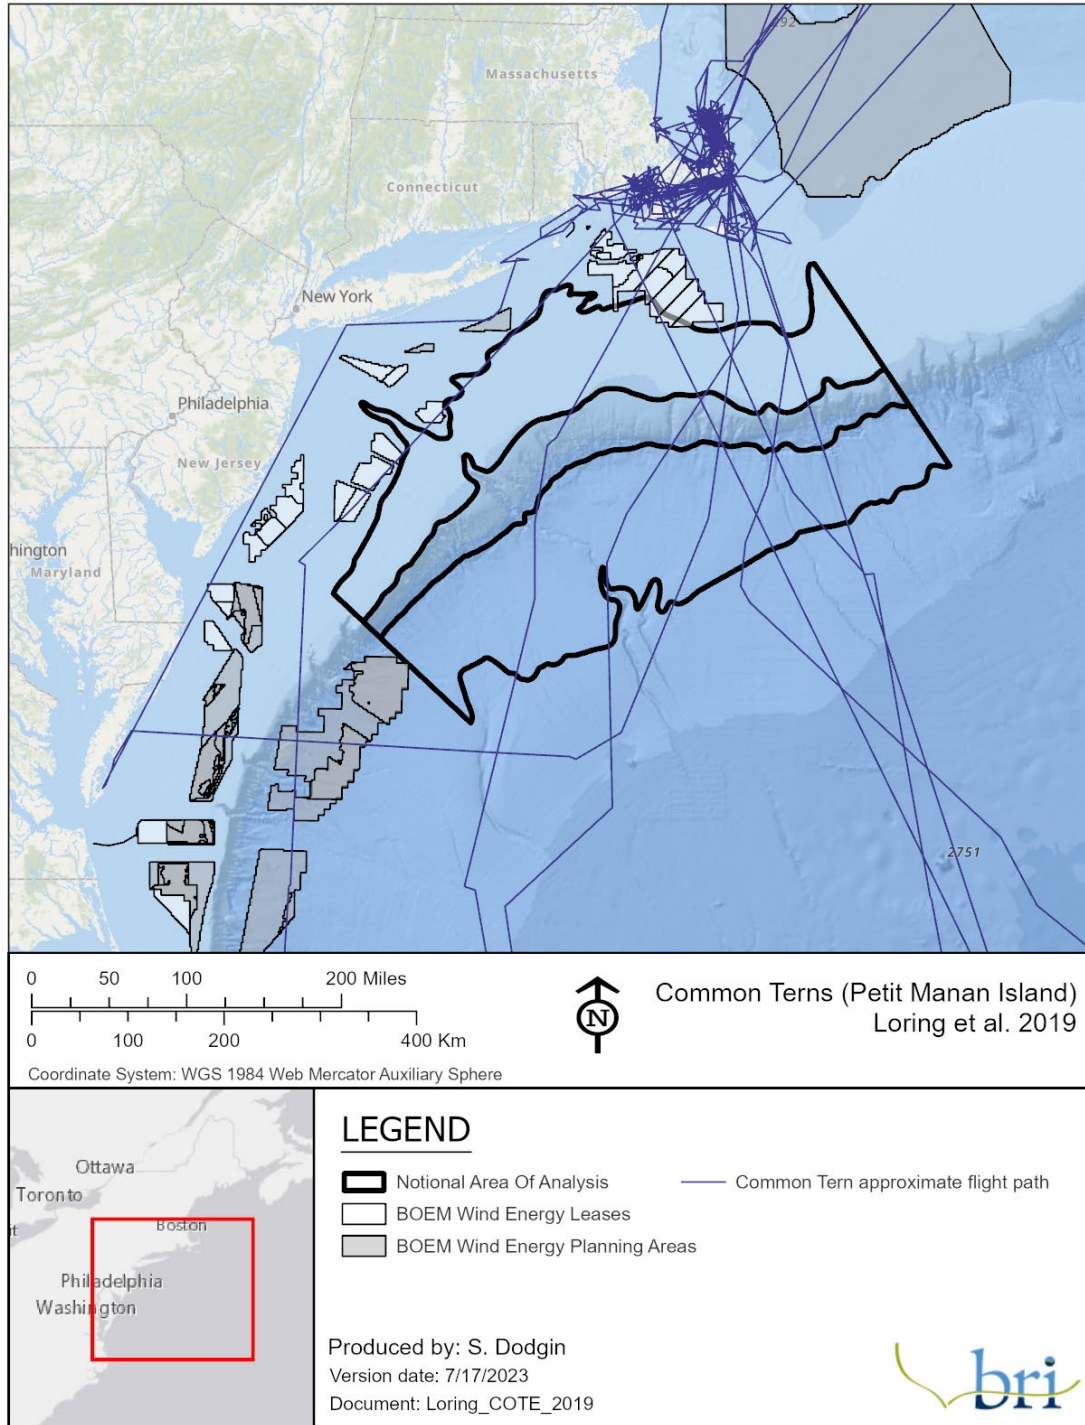 292
Massachusetts
Connecticut
New York
Philadelphia
New Jersey
hington
Maryland
2751
0 50 100 200 Miles
0 100 200 400 Km
Coordinate System: WGS 1984 Web Mercator Auxiliary Sphere
N
Common Terns (Petit Manan Island)
Loring et al. 2019
Ottawa
Toronto
it
Boston
Philadelphia
Washington
LEGEND
Notional Area Of Analysis
Common Tern approximate flight path
BOEM Wind Energy Leases
BOEM Wind Energy Planning Areas
Produced by: S. Dodgin
Version date: 7/17/2023
Document: Loring_COTE_2019
bri